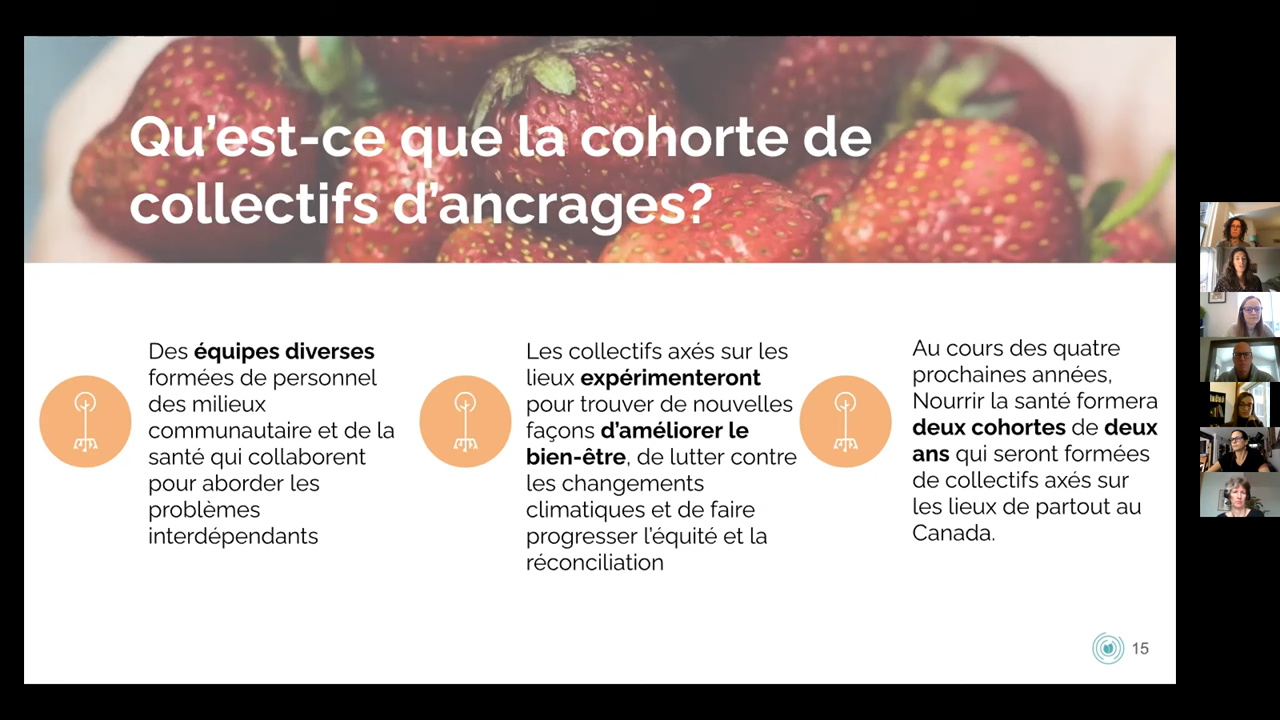 Qu’est-ce que la cohorte de
collectifs d’ancrages?
Des équipes diverses
formées de personnel
des milieux
communautaire et de la
santé qui collaborent
pour aborder les
problèmes
interdépendants
Les collectifs axés sur les
lieux expérimenteront
pour trouver de nouvelles
façons d’améliorer le
bien-être, de lutter contre
les changements
climatiques et de faire
progresser l’équité et la
réconciliation
Au cours des quatre
prochaines années,
Nourrir la santé formera
deux cohortes de deux
ans qui seront formées
de collectifs axés sur
les lieux de partout au
Canada.
15